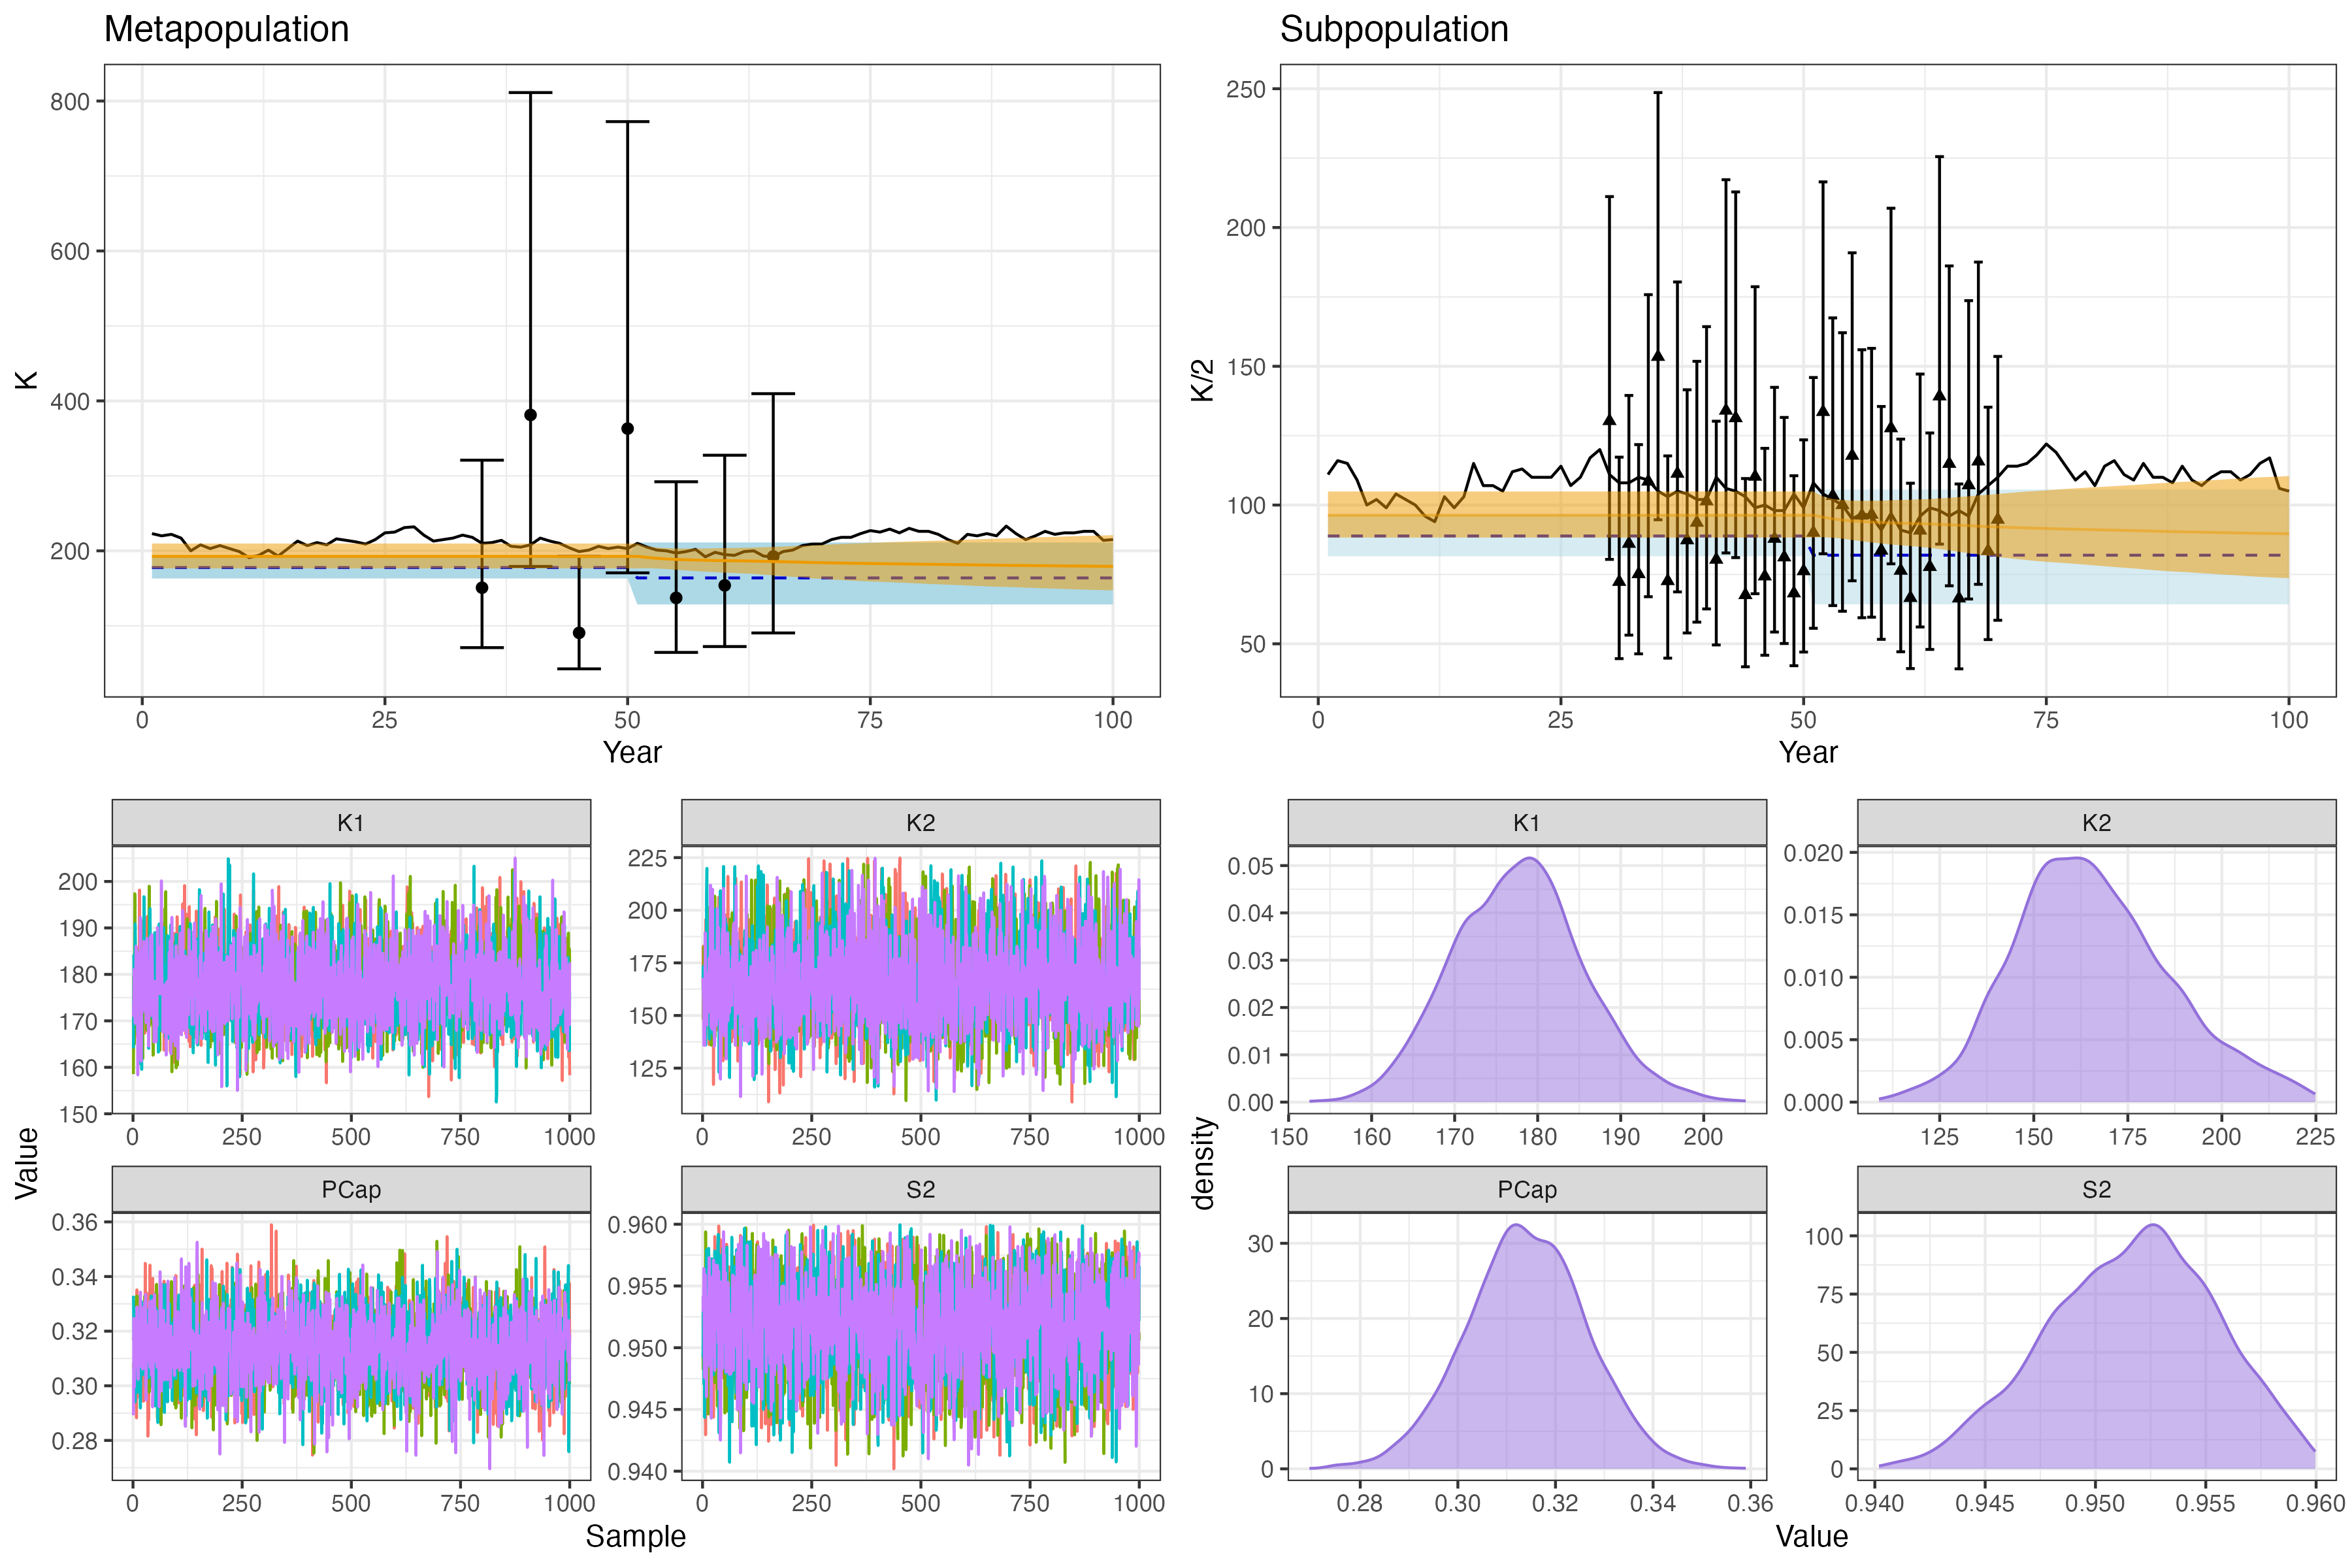 Metapopulation
Subpopulation
800
600
400
200
K
0 25 50 75 100
Year
250
200
150
100
50
K/2
0 25 50 75 100
Year
K1
200
190
180
170
160
150
0 250 500 750 1000
K2
225
200
175
150
125
0 250 500 750 1000
PCap
0.36
0.34
0.32
0.30
0.28
0 250 500 750 1000
S2
0.960
0.955
0.950
0.945
0.940
0 250 500 750 1000
Value
Sample
K1
0.05
0.04
0.03
0.02
0.01
0.00
150 160 170 180 190 200
K2
0.020
0.015
0.010
0.005
0.000
125 150 175 200 225
PCap
30
20
10
0
0.28 0.30 0.32 0.34 0.36
S2
100
75
50
25
0
0.940 0.945 0.950 0.955 0.960
density
Value